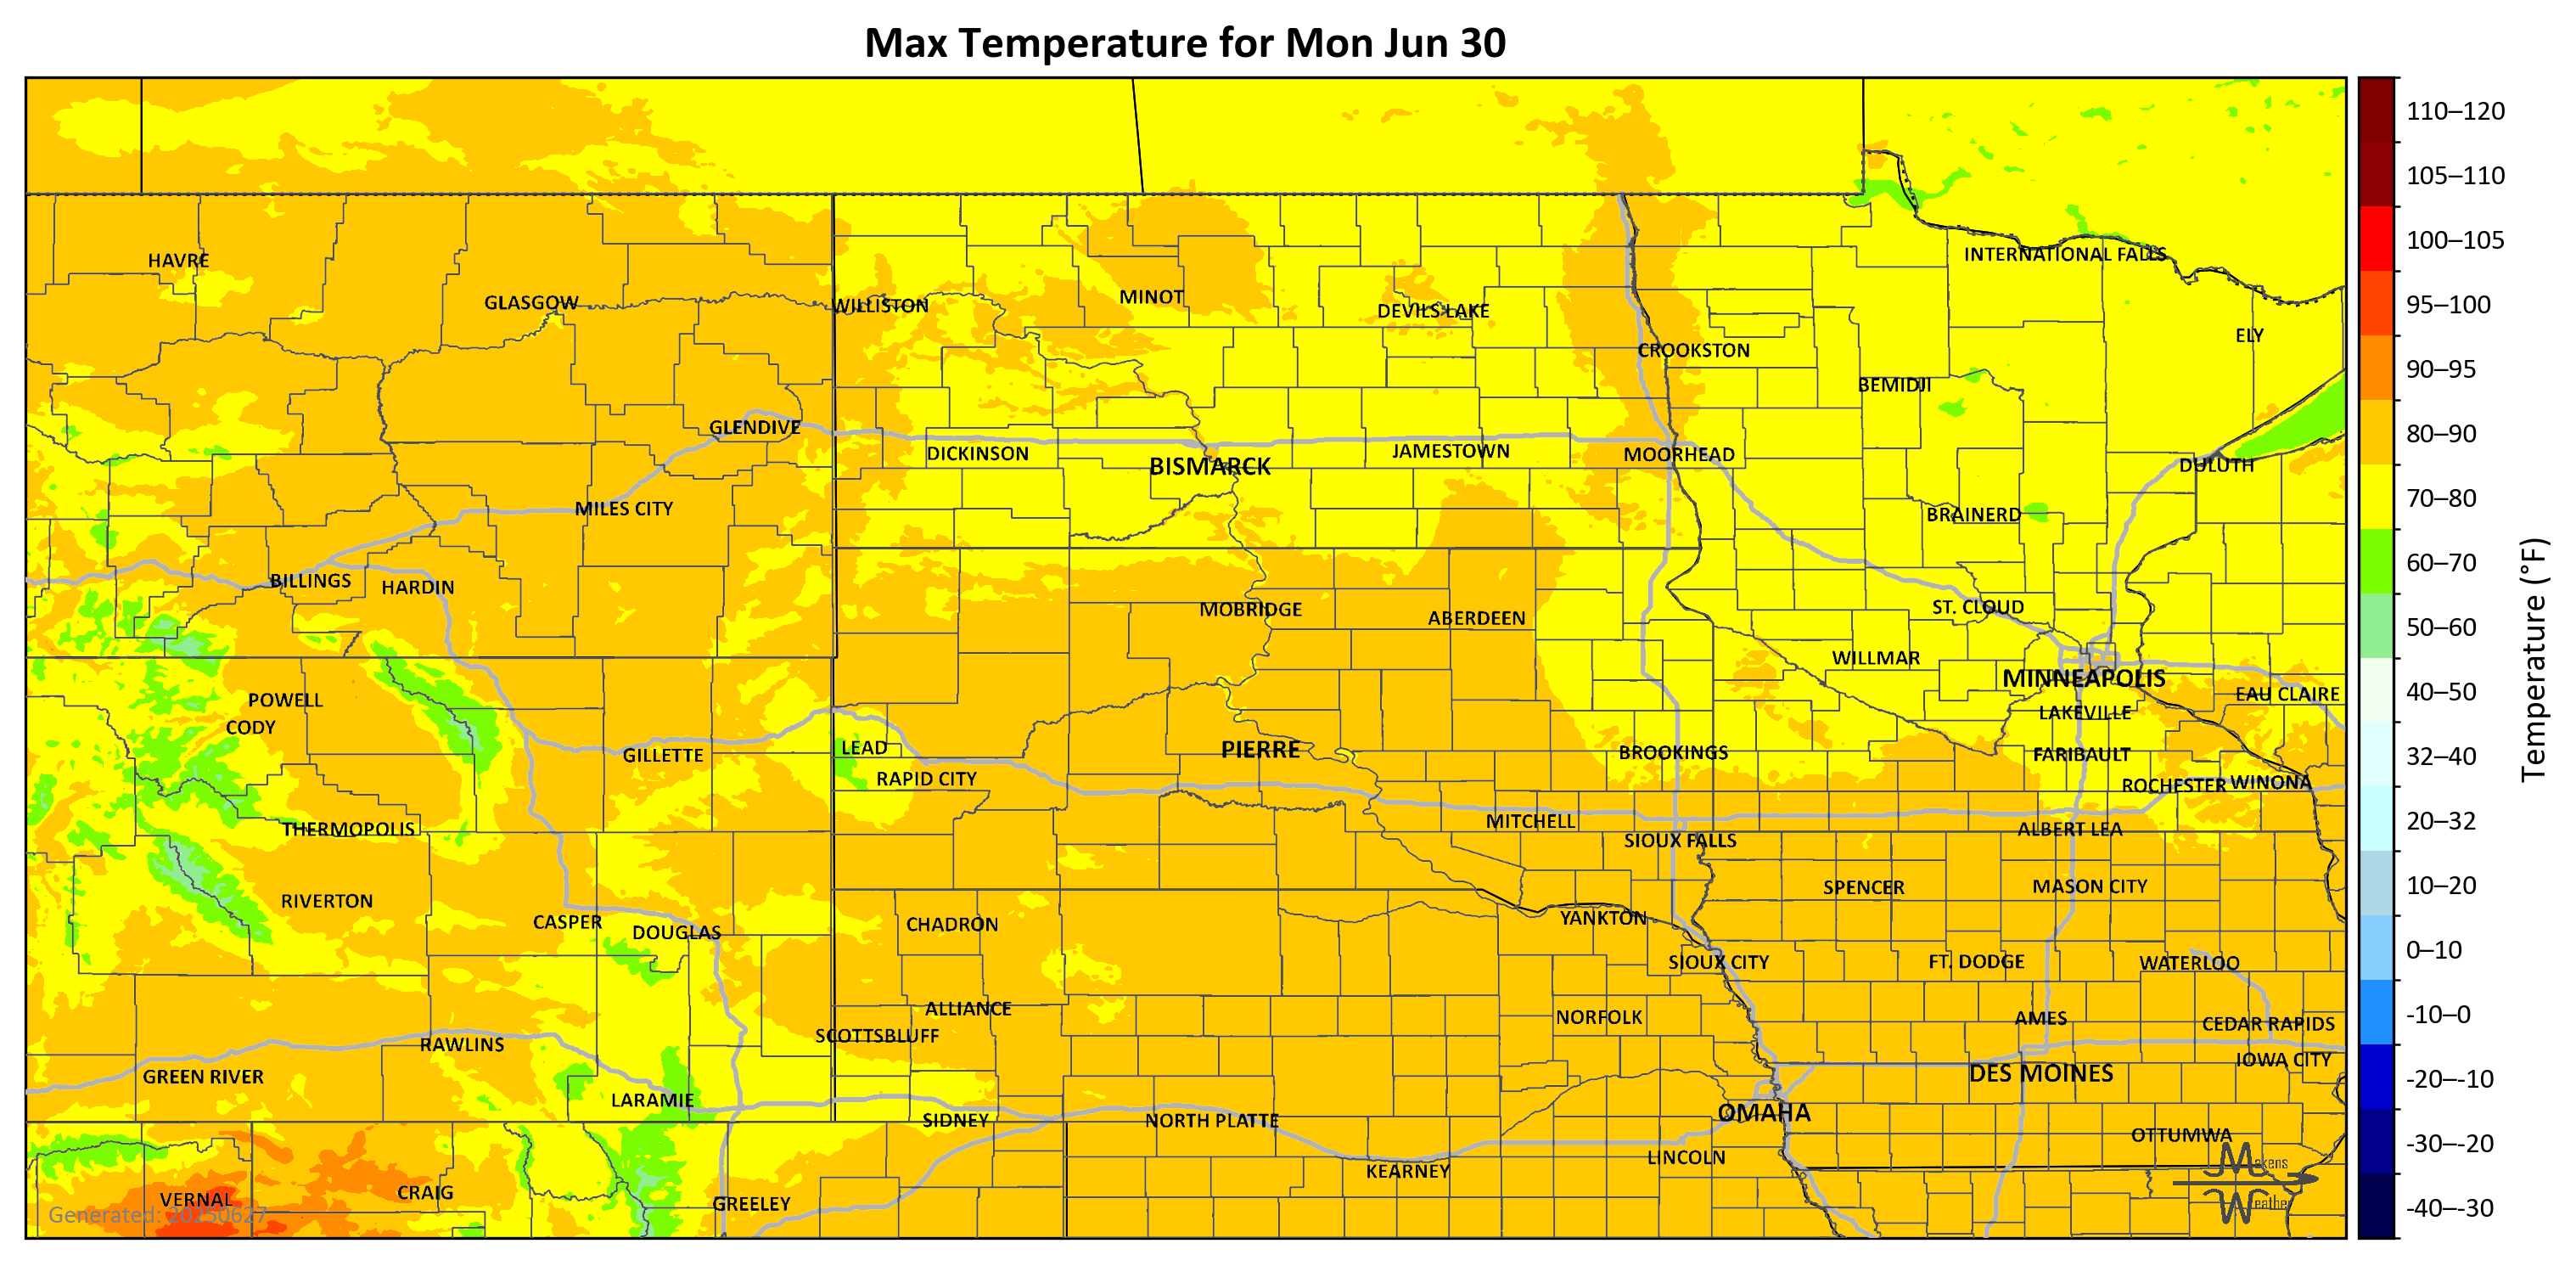 Max Temperature for Mon Jun 30
HAVRE
GLASGOW
WILLISTON
MINOT
DEVILS LAKE
CROOKSTON
INTERNATIONAL FALLS
ELY
BEMIDJI
GLENDIVE
DICKINSON
BISMARCK
JAMESTOWN
MOORHEAD
DULUTH
MILES CITY
BRAINERD
BILLINGS
HARDIN
MOBRIDGE
ABERDEEN
ST. CLOUD
WILLMAR
MINNEAPOLIS
EAU CLAIRE
POWELL
CODY
LAKEVILLE
GILLETTE
LEAD
RAPID CITY
PIERRE
BROOKINGS
FARIBAULT
ROCHESTER
WINONA
THERMOPOLIS
MITCHELL
SIOUX FALLS
ALBERT LEA
RIVERTON
CASPER
DOUGLAS
CHADRON
YANKTON
SPENCER
MASON CITY
SIOUX CITY
FT. DODGE
WATERLOO
ALLIANCE
SCOTTSBLUFF
NORFOLK
AMES
CEDAR RAPIDS
IOWA CITY
RAWLINS
GREEN RIVER
LARAMIE
SIDNEY
NORTH PLATTE
OMAHA
DES MOINES
OTTUMWA
KEARNEY
LINCOLN
VERNAL
CRAIG
GREELEY
Generated: 20250627
Makens
Weather
110–120
105–110
100–105
95–100
90–95
80–90
70–80
60–70
50–60
40–50
32–40
20–32
10–20
0–10
-10–0
-20–-10
-30–-20
-40–-30
Temperature (°F)